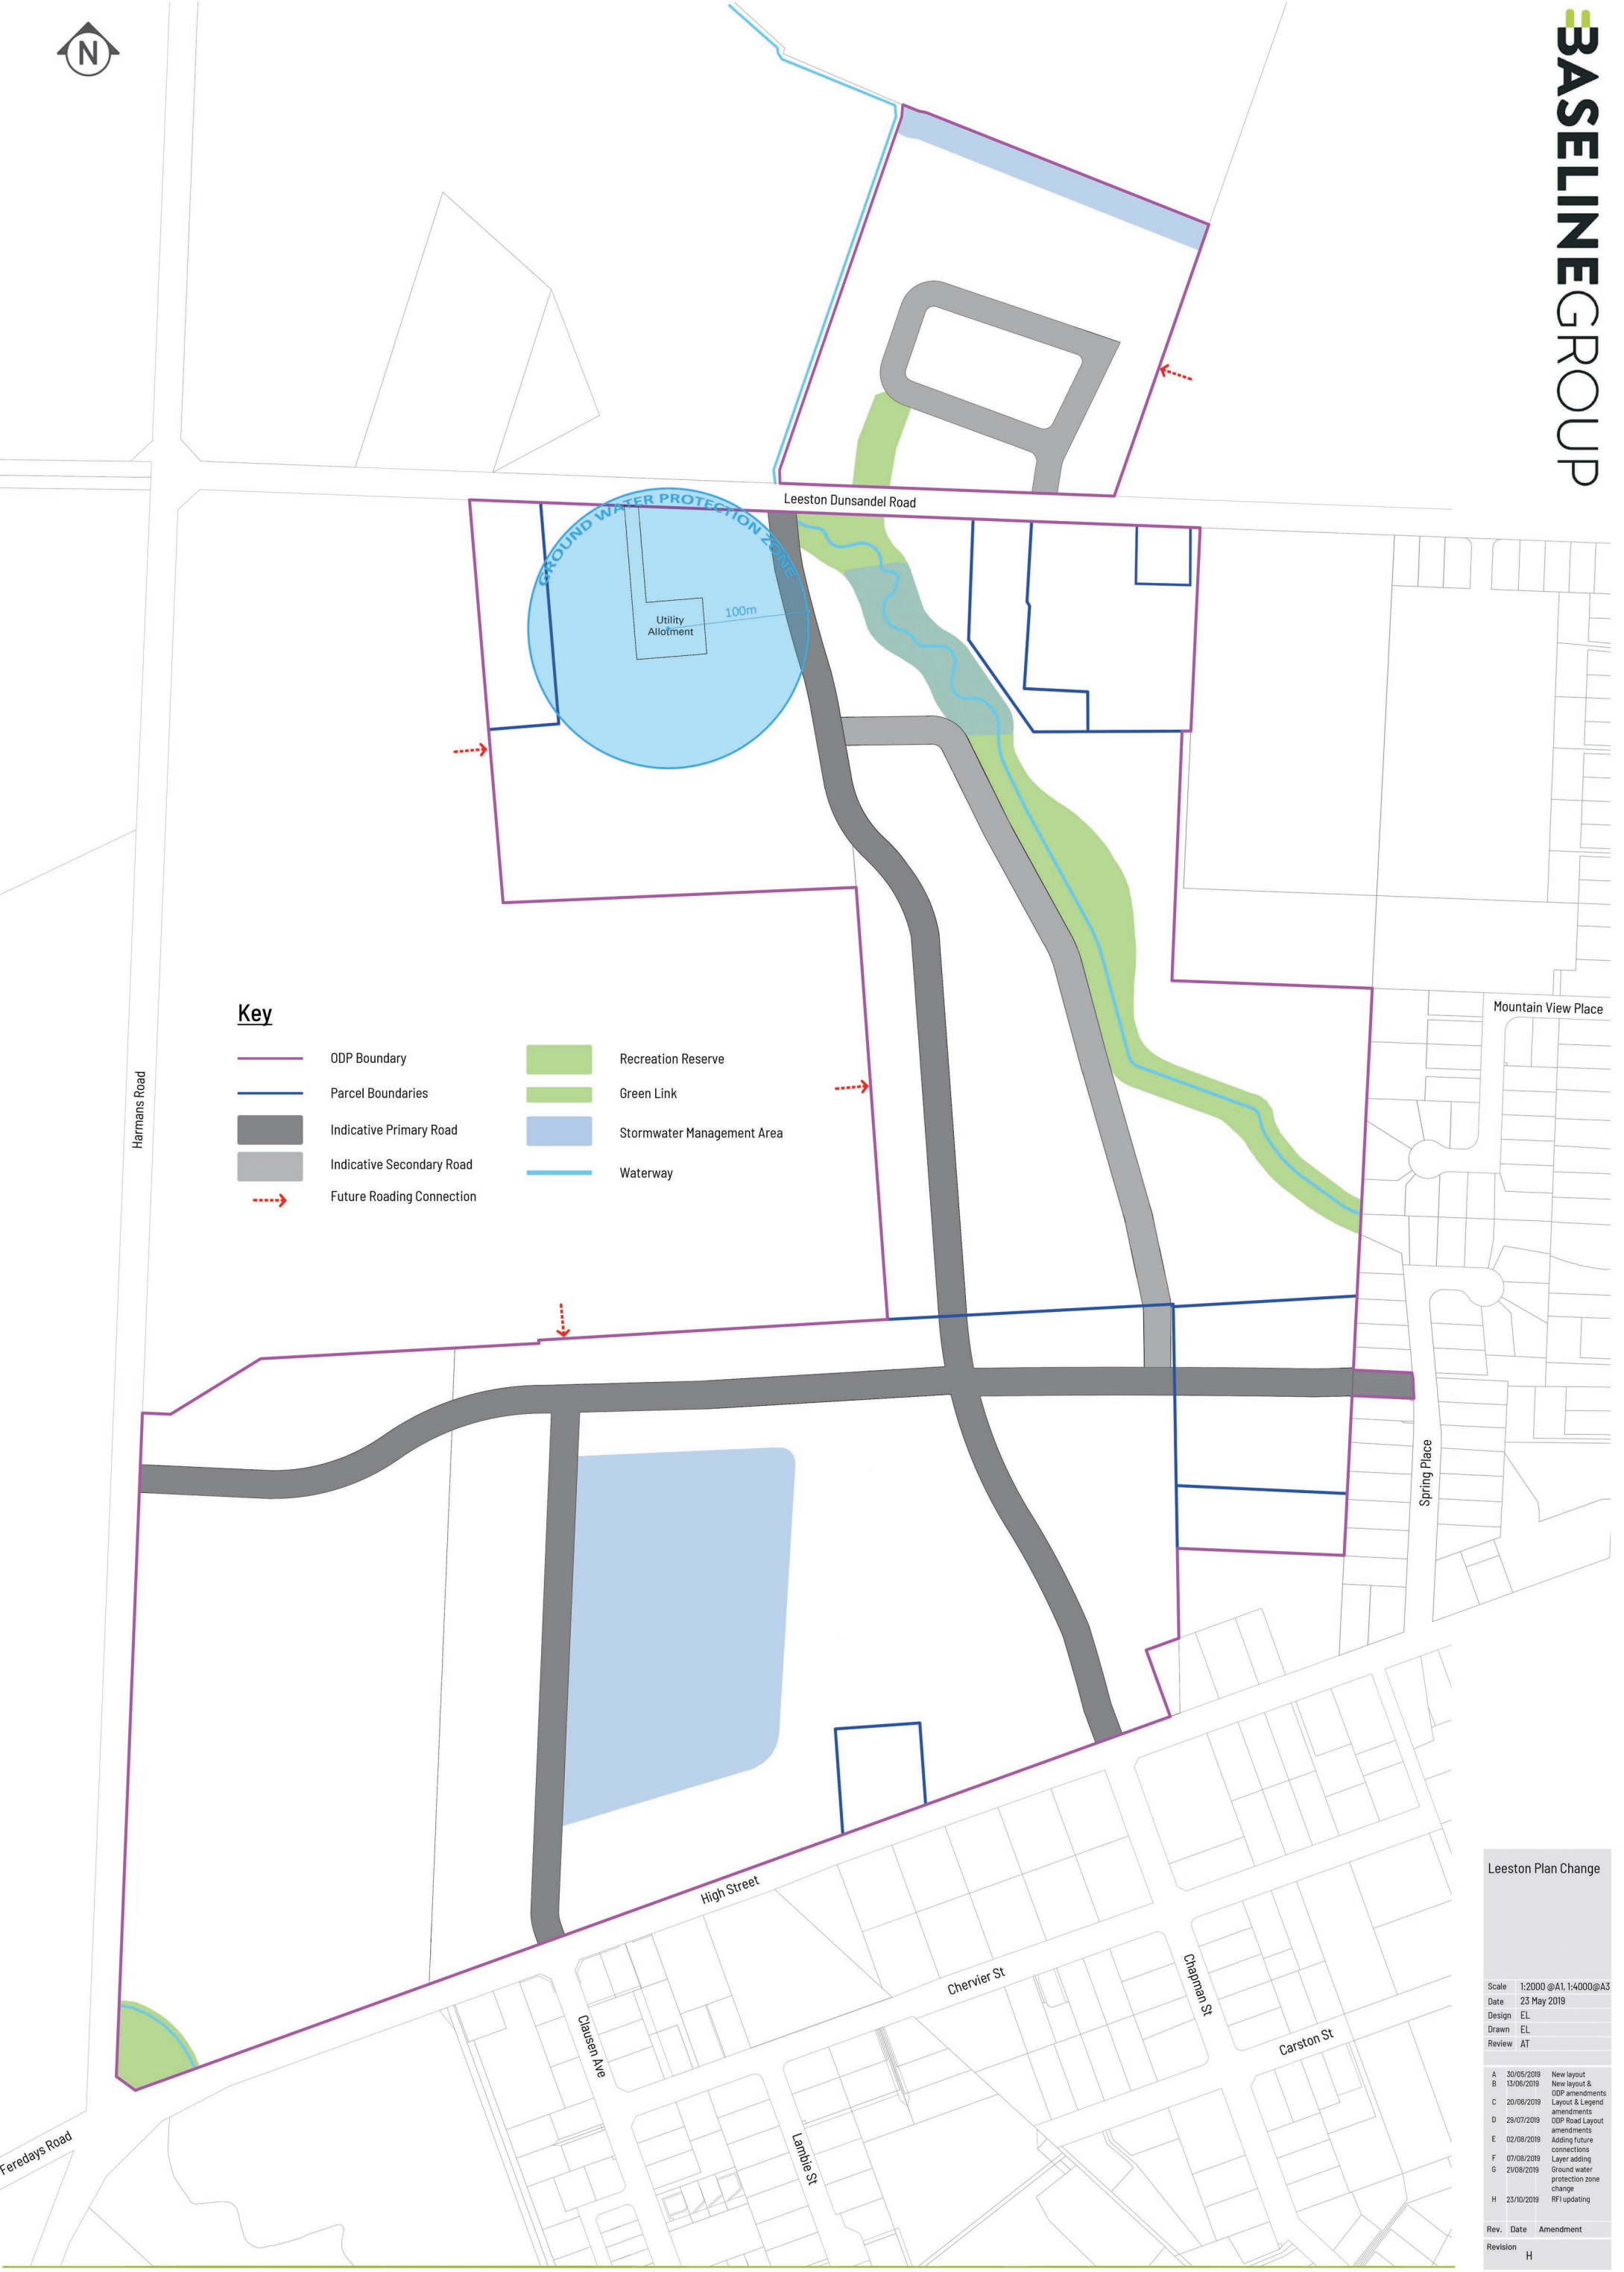 N
BASELINEGROUP
Leeston Dunsandel Road
GROUND WATER PROTECTION ZONE
100m
Utility
Allotment
Mountain View Place
Harmans Road
Key
ODP Boundary
Parcel Boundaries
Indicative Primary Road
Indicative Secondary Road
Future Roading Connection
Recreation Reserve
Green Link
Stormwater Management Area
Waterway
Spring Place
High Street
Chervier St
Chapman St
Carston St
Clausen Ave
Lambie St
Feredays Road
Leeston Plan Change
Scale 1:2000 @A1, 1:4000@A3
Date 23 May 2019
Design EL
Drawn EL
Review AT
A 30/05/2019 New layout
B 13/06/2019 New layout &
ODP amendments
C 20/06/2019 Layout & Legend
amendments
D 29/07/2019 ODP Road Layout
amendments
E 02/08/2019 Adding future
connections
F 07/08/2019 Layer adding
G 21/08/2019 Ground water
protection zone
change
H 23/10/2019 RFI updating
Rev. Date Amendment
Revision
H